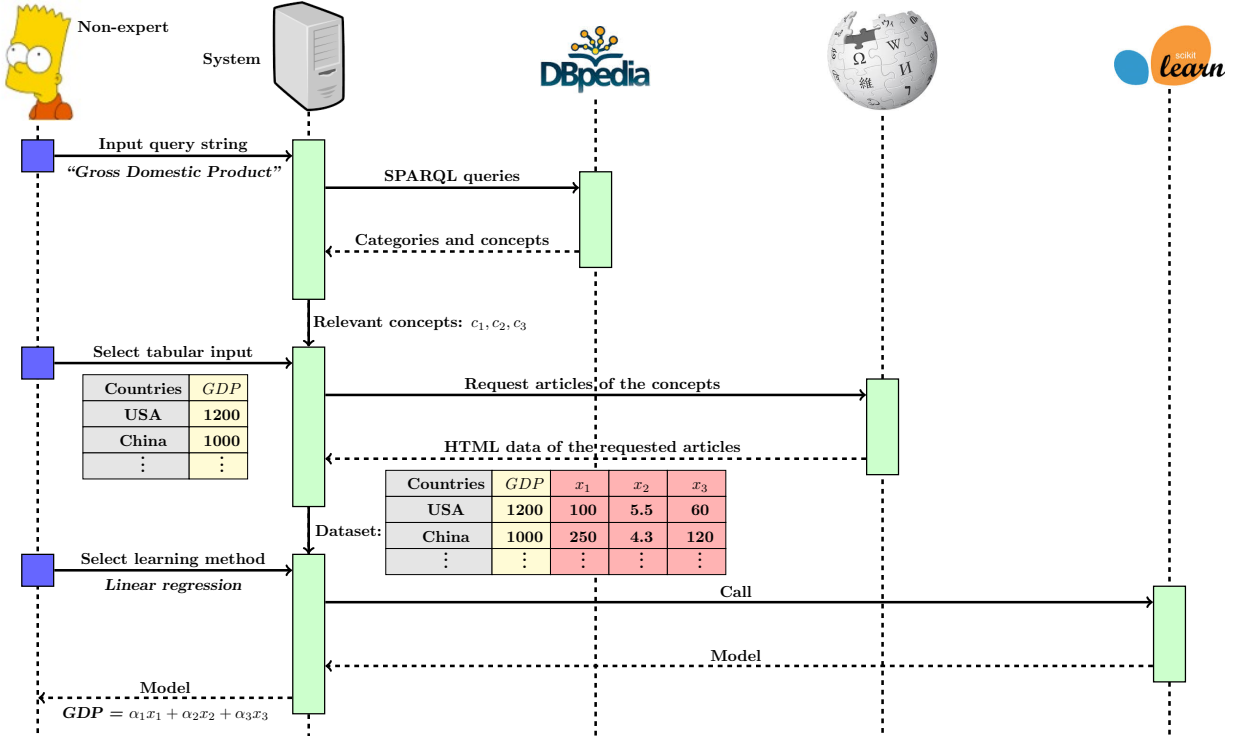 Non-expert
System
DBpedia
Ω W
維 И
scikit
learn
Input query string
“Gross Domestic Product”
SPARQL queries
Categories and concepts
Relevant concepts: c₁, c₂, c₃
Select tabular input
Countries GDP
USA 1200
China 1000
⋮ ⋮
Request articles of the concepts
HTML data of the requested articles
Dataset:
Countries GDP x₁ x₂ x₃
USA 1200 100 5.5 60
China 1000 250 4.3 120
⋮ ⋮ ⋮ ⋮ ⋮
Select learning method
Linear regression
Call
Model
Model
GDP = α₁x₁ + α₂x₂ + α₃x₃